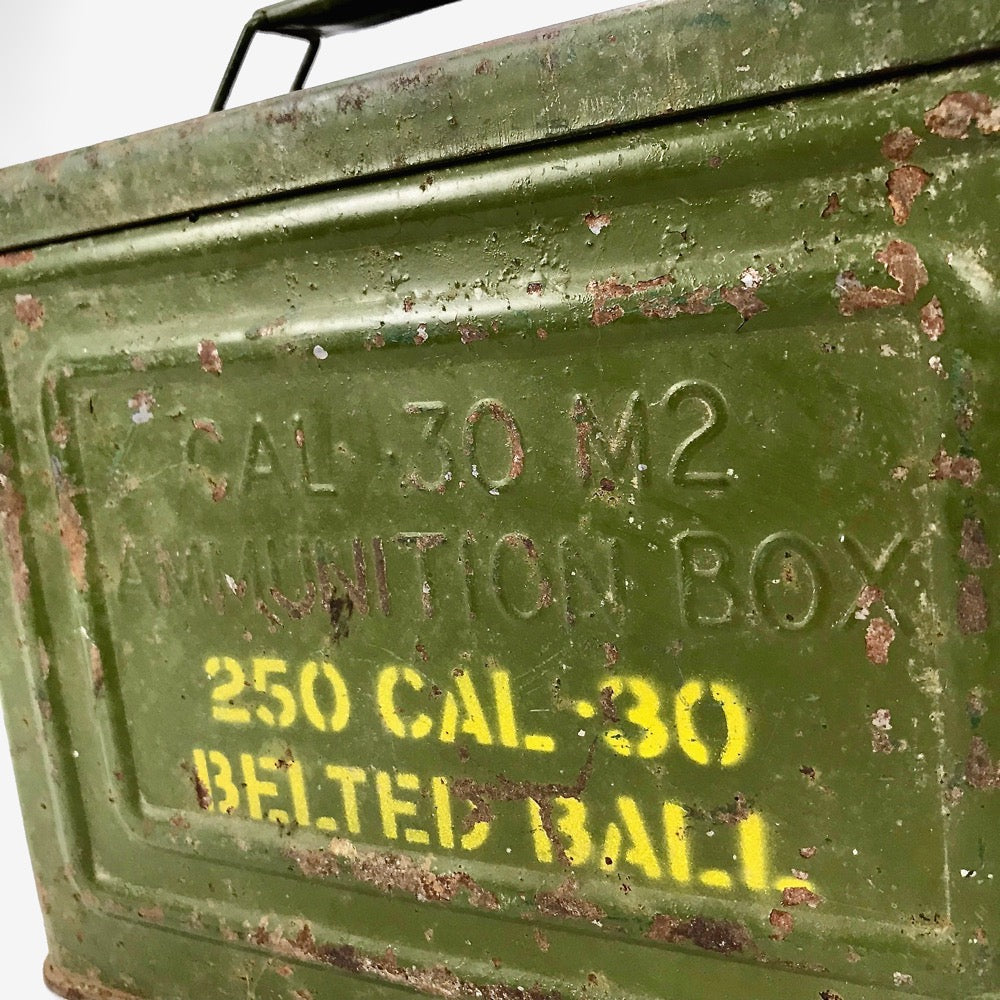 CAL .30 M2
AMMUNITION BOX
250 CAL .30
BELTED BALL